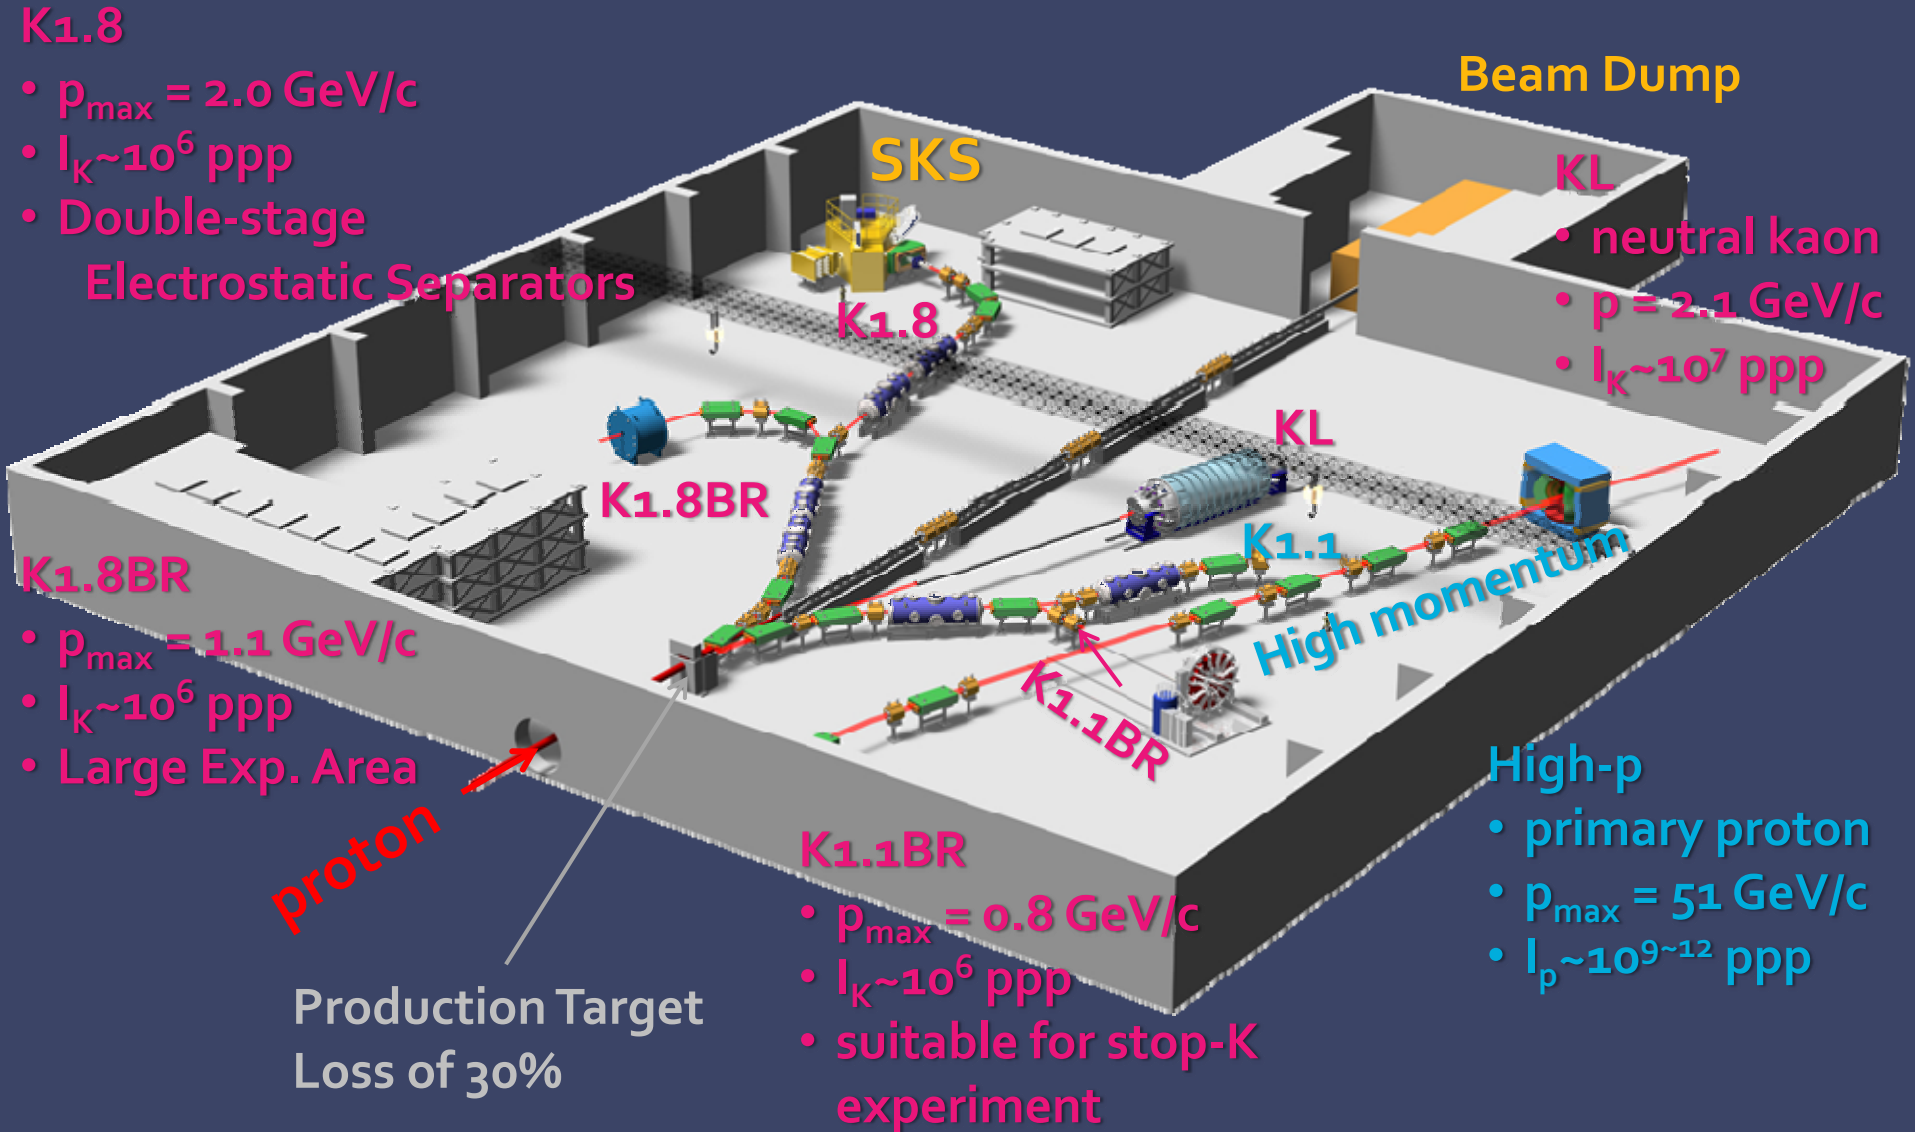 K1.8
• pmax = 2.0 GeV/c
• IK~10⁶ ppp
• Double-stage
Electrostatic Separators
Beam Dump
SKS
KL
• neutral kaon
• p = 2.1 GeV/c
• IK~10⁷ ppp
K1.8
KL
K1.8BR
K1.1
High momentum
K1.1BR
K1.8BR
• pmax = 1.1 GeV/c
• IK~10⁶ ppp
• Large Exp. Area
proton
Production Target
Loss of 30%
K1.1BR
• pmax = 0.8 GeV/c
• IK~10⁶ ppp
• suitable for stop-K
experiment
High-p
• primary proton
• pmax = 51 GeV/c
• Ip~10⁹~¹² ppp